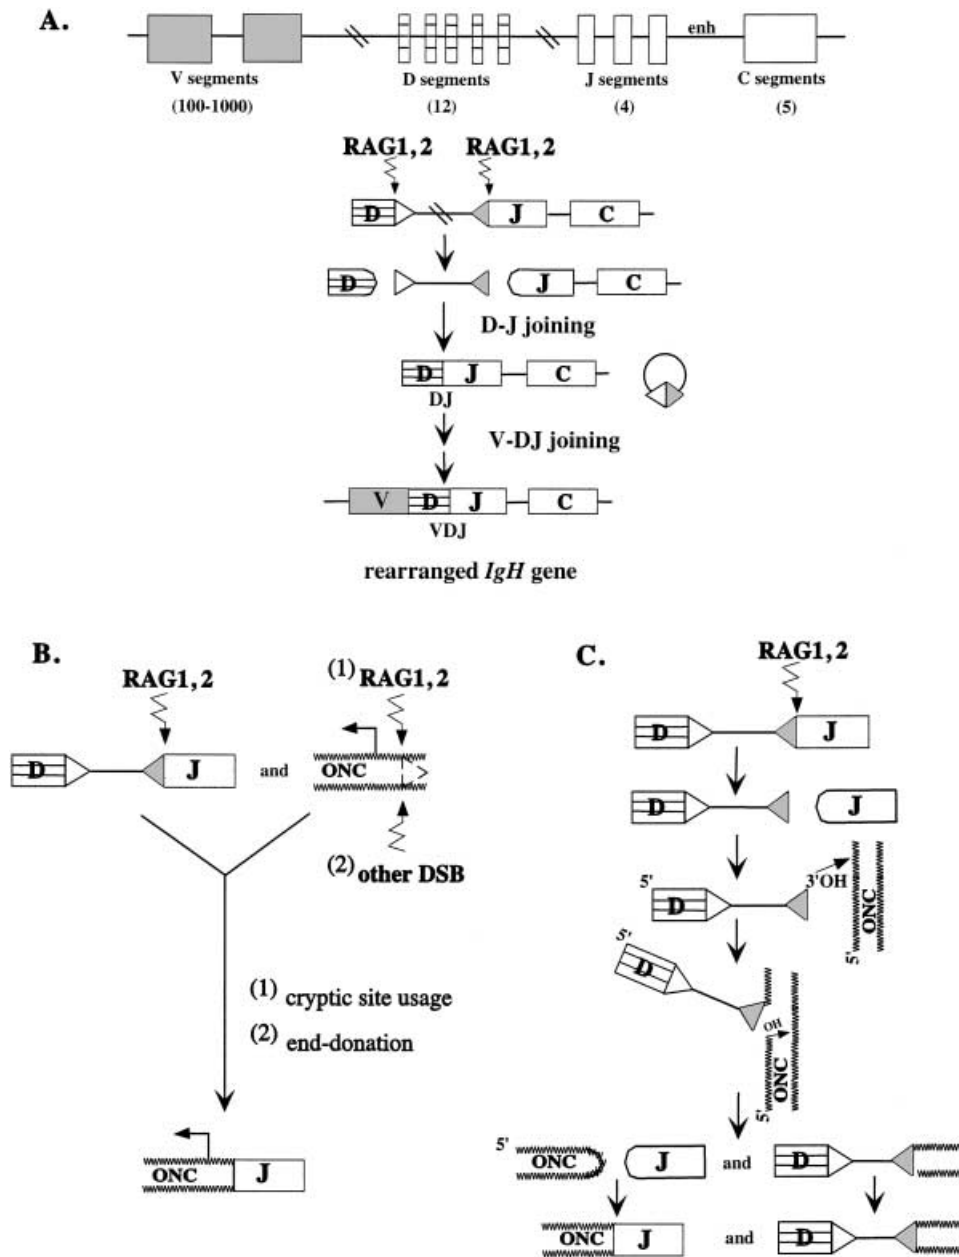 A.
enh
V segments D segments J segments C segments
(100-1000) (12) (4) (5)
RAG1,2 RAG1,2
D J C
D J C
D-J joining
D J C
DJ
V-DJ joining
V D J C
VDJ
rearranged IgH gene
B.
RAG1,2 (1) RAG1,2
D J and ONC
(2) other DSB
(1) cryptic site usage
(2) end-donation
ONC J
C.
RAG1,2
D J
D J
5' 3'OH
D ONC
5'
5'
D OH
ONC
5'
5'
ONC J and D
ONC J and D